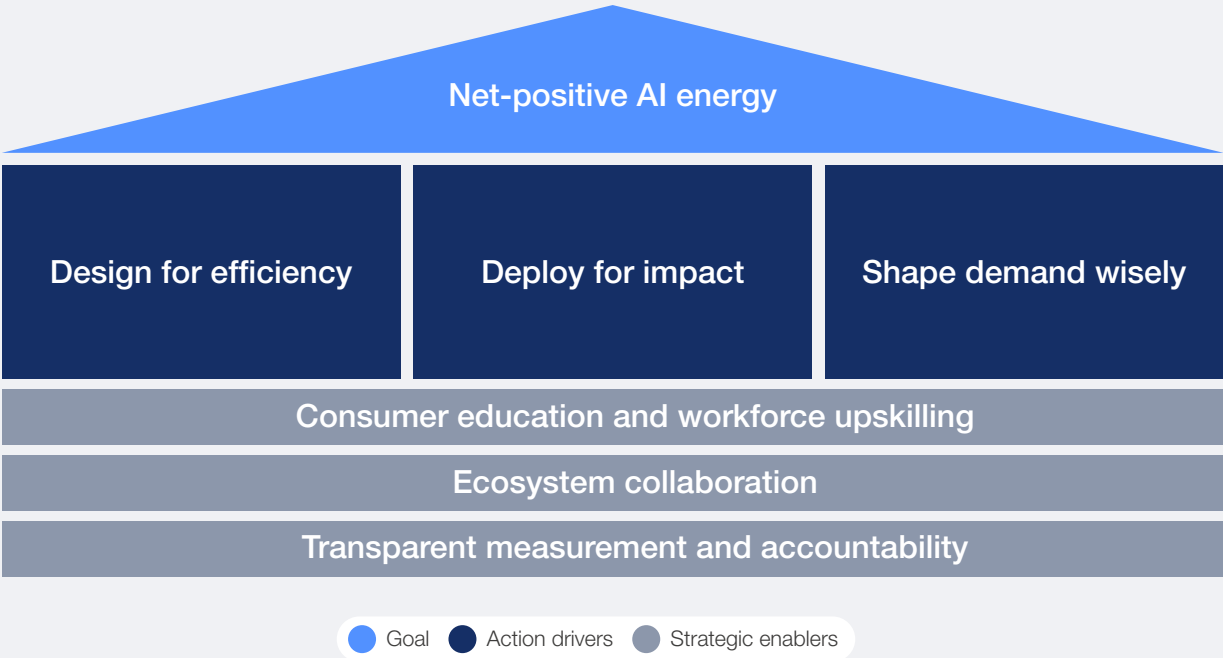 Net-positive AI energy
Design for efficiency
Deploy for impact
Shape demand wisely
Consumer education and workforce upskilling
Ecosystem collaboration
Transparent measurement and accountability
Goal
Action drivers
Strategic enablers